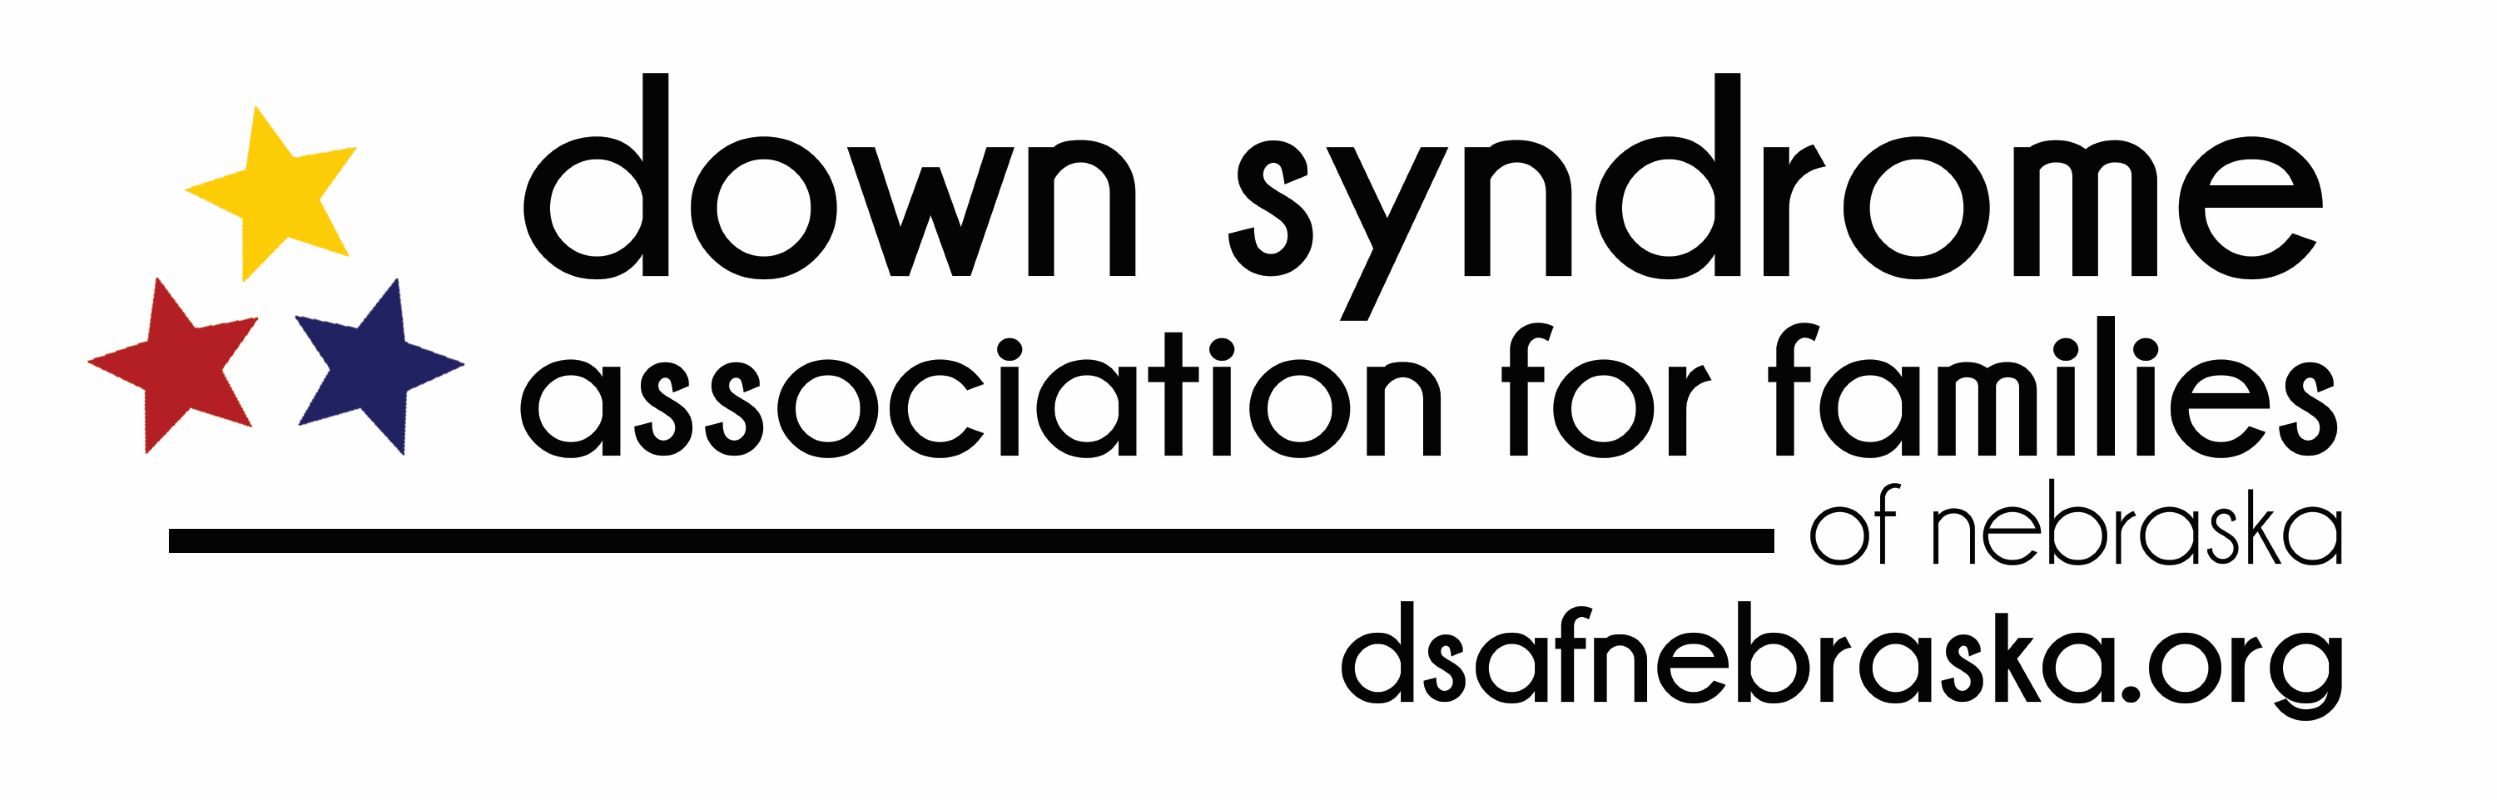 down syndrome
association for families
of nebraska
dsafnebraska.org